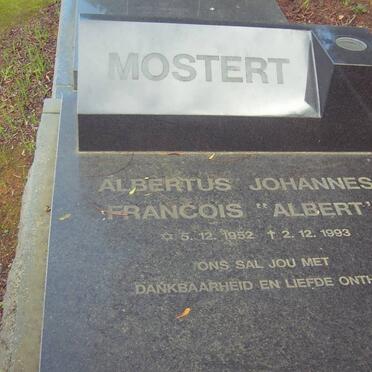 MOSTERT
ALBERTUS JOHANNES
FRANCOIS "ALBERT"
✡ 5. 12. 1952 ✝ 2. 12. 1993
ONS SAL JOU MET
DANKBAARHEID EN LIEFDE ONTH